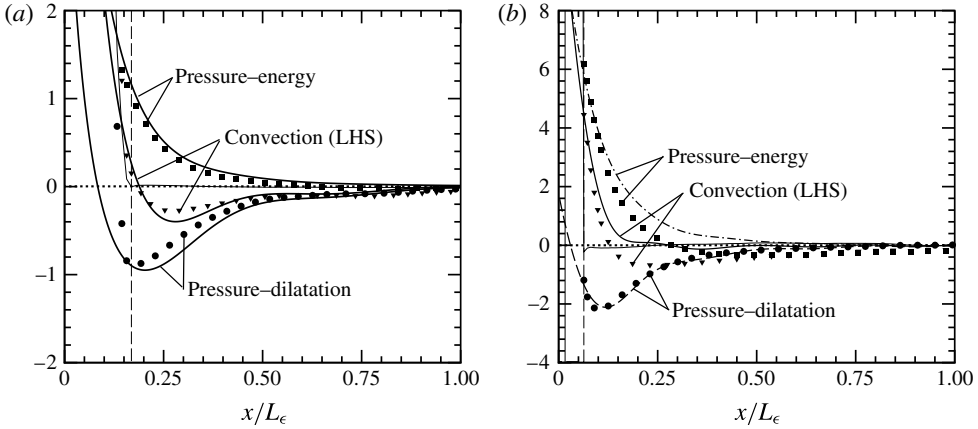 (a)
2
1
0
−1
−2
Pressure–energy
Convection (LHS)
Pressure–dilatation
0 0.25 0.50 0.75 1.00
x/L_ϵ
(b)
8
6
4
2
0
−2
−4
Pressure–energy
Convection (LHS)
Pressure–dilatation
0 0.25 0.50 0.75 1.00
x/L_ϵ